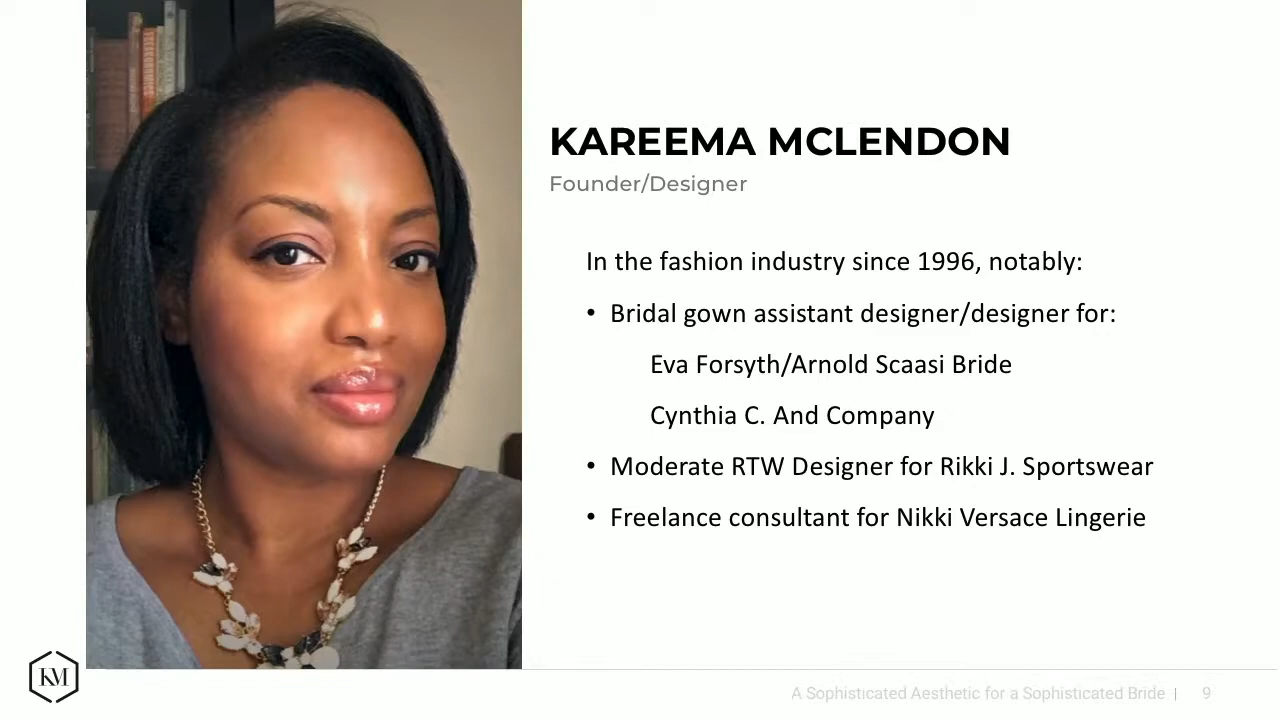 KAREEMA MCLENDON
Founder/Designer
In the fashion industry since 1996, notably:
• Bridal gown assistant designer/designer for:
Eva Forsyth/Arnold Scaasi Bride
Cynthia C. And Company
• Moderate RTW Designer for Rikki J. Sportswear
• Freelance consultant for Nikki Versace Lingerie
KM
A Sophisticated Aesthetic for a Sophisticated Bride | 9